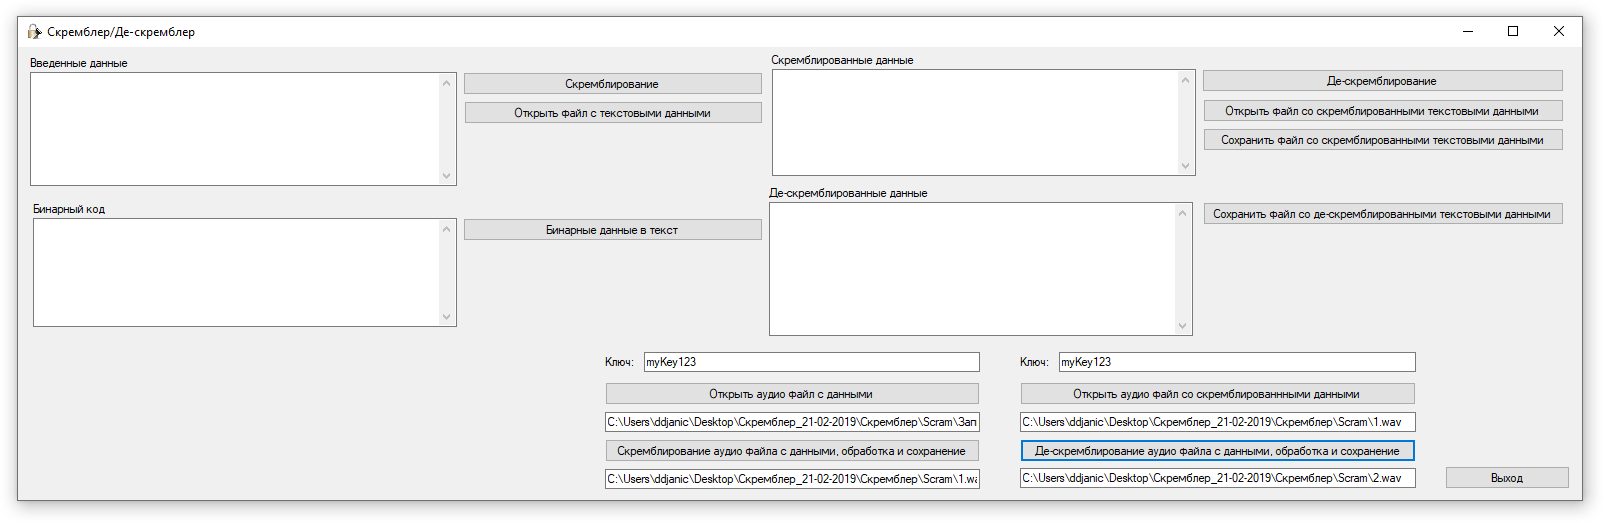 Скремблер/Де-скремблер
Введенные данные
Скремблирование
Открыть файл с текстовыми данными
Скремблированные данные
Де-скремблирование
Открыть файл со скремблированными текстовыми данными
Сохранить файл со скремблированными текстовыми данными
Бинарный код
Бинарные данные в текст
Де-скремблированные данные
Сохранить файл со де-скремблированными текстовыми данными
Ключ: myKey123
Открыть аудио файл с данными
C:\Users\ddjanic\Desktop\Скремблер_21-02-2019\Скремблер\Scram\Зап
Скремблирование аудио файла с данными, обработка и сохранение
C:\Users\ddjanic\Desktop\Скремблер_21-02-2019\Скремблер\Scram\1.wa
Ключ: myKey123
Открыть аудио файл со скремблированнными данными
C:\Users\ddjanic\Desktop\Скремблер_21-02-2019\Скремблер\Scram\1.wav
Де-скремблирование аудио файла с данными, обработка и сохранение
C:\Users\ddjanic\Desktop\Скремблер_21-02-2019\Скремблер\Scram\2.wav
Выход